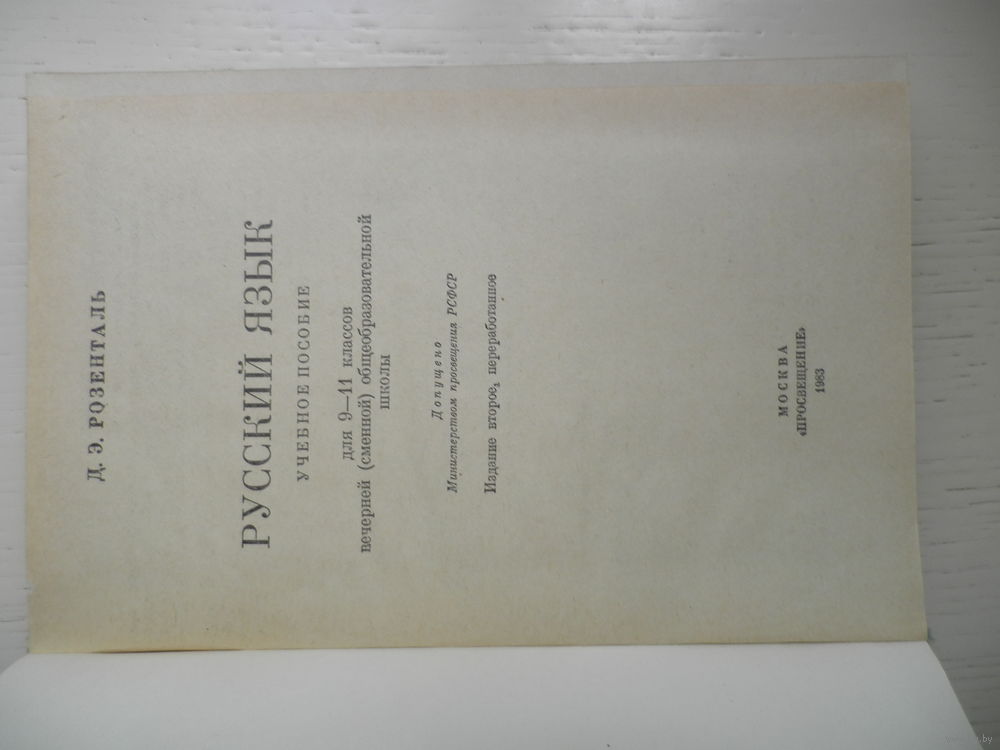 Д. Э. РОЗЕНТАЛЬ
РУССКИЙ ЯЗЫК
УЧЕБНОЕ ПОСОБИЕ
для 9—11 классов
вечерней (сменной) общеобразовательной
школы
Допущено
Министерством просвещения РСФСР
Издание второе, переработанное
МОСКВА
«ПРОСВЕЩЕНИЕ»
1983